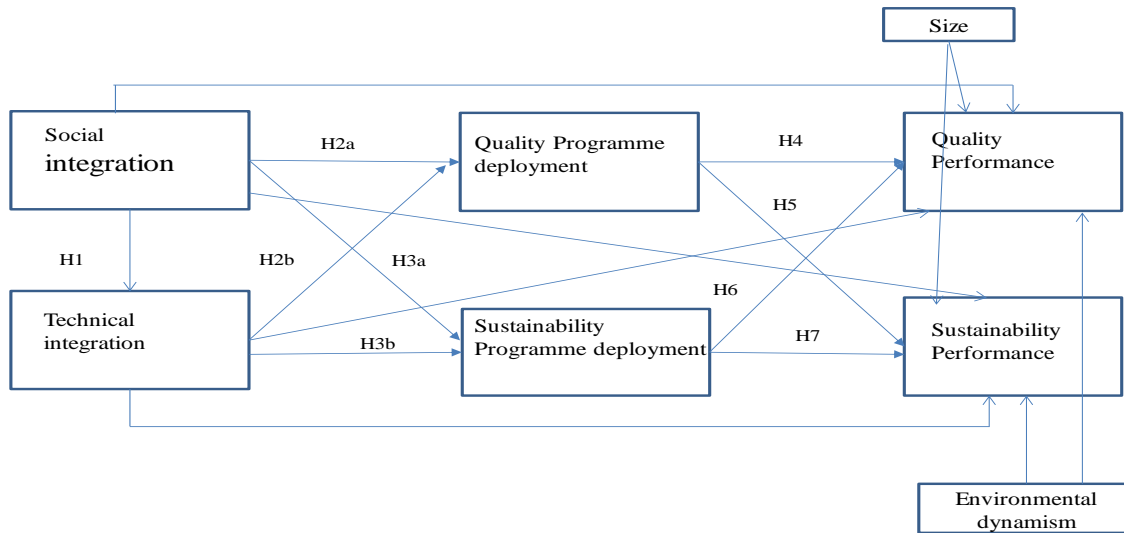 Size
Social
integration
H2a
Quality Programme
deployment
H4
Quality
Performance
H5
H1
H2b
H3a
H6
Technical
integration
H3b
Sustainability
Programme deployment
H7
Sustainability
Performance
Environmental
dynamism